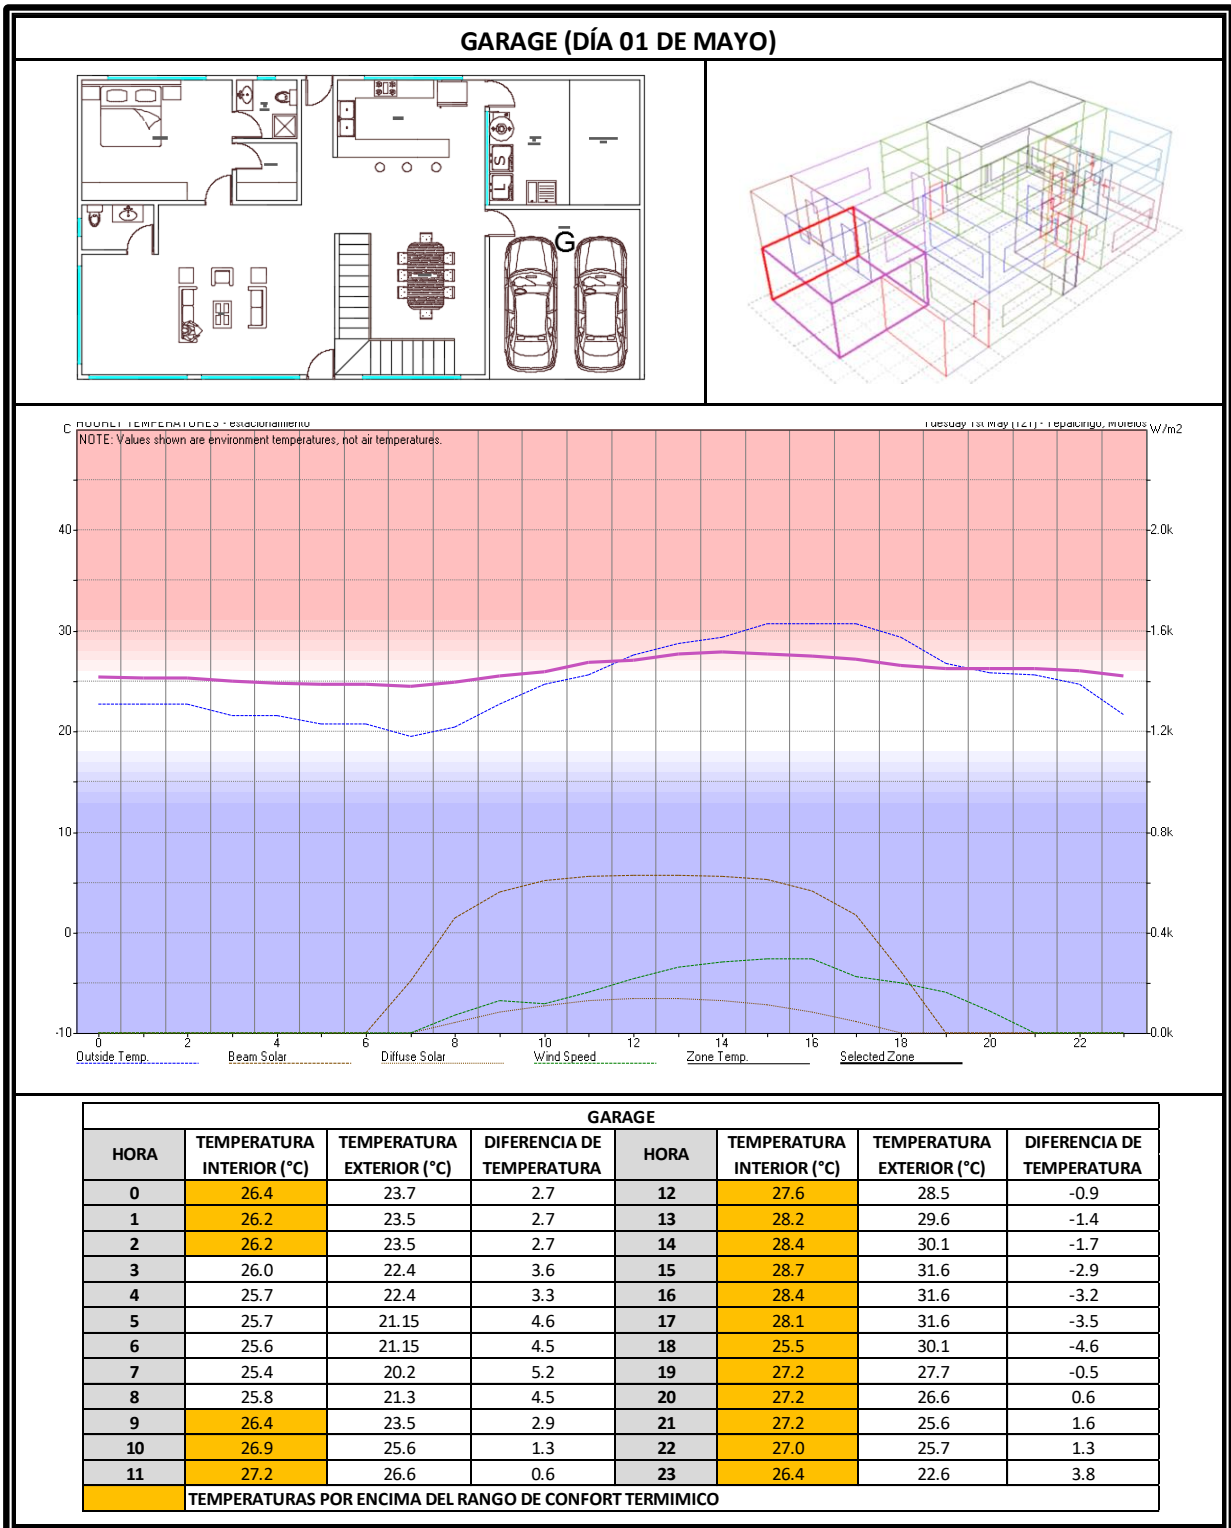 GARAGE (DÍA 01 DE MAYO)
S
L
G
HOURLY TEMPERATURES - estacionamiento
Tuesday 1st May (121) - Tepalcingo, Morelos
C
W/m2
NOTE: Values shown are environment temperatures, not air temperatures.
40
2.0k
30
1.6k
20
1.2k
10
0.8k
0
0.4k
-10
0.0k
0 2 4 6 8 10 12 14 16 18 20 22
Outside Temp. Beam Solar Diffuse Solar Wind Speed Zone Temp. Selected Zone
GARAGE
HORA TEMPERATURA INTERIOR (°C) TEMPERATURA EXTERIOR (°C) DIFERENCIA DE TEMPERATURA HORA TEMPERATURA INTERIOR (°C) TEMPERATURA EXTERIOR (°C) DIFERENCIA DE TEMPERATURA
0 26.4 23.7 2.7 12 27.6 28.5 -0.9
1 26.2 23.5 2.7 13 28.2 29.6 -1.4
2 26.2 23.5 2.7 14 28.4 30.1 -1.7
3 26.0 22.4 3.6 15 28.7 31.6 -2.9
4 25.7 22.4 3.3 16 28.4 31.6 -3.2
5 25.7 21.15 4.6 17 28.1 31.6 -3.5
6 25.6 21.15 4.5 18 25.5 30.1 -4.6
7 25.4 20.2 5.2 19 27.2 27.7 -0.5
8 25.8 21.3 4.5 20 27.2 26.6 0.6
9 26.4 23.5 2.9 21 27.2 25.6 1.6
10 26.9 25.6 1.3 22 27.0 25.7 1.3
11 27.2 26.6 0.6 23 26.4 22.6 3.8
TEMPERATURAS POR ENCIMA DEL RANGO DE CONFORT TERMIMICO